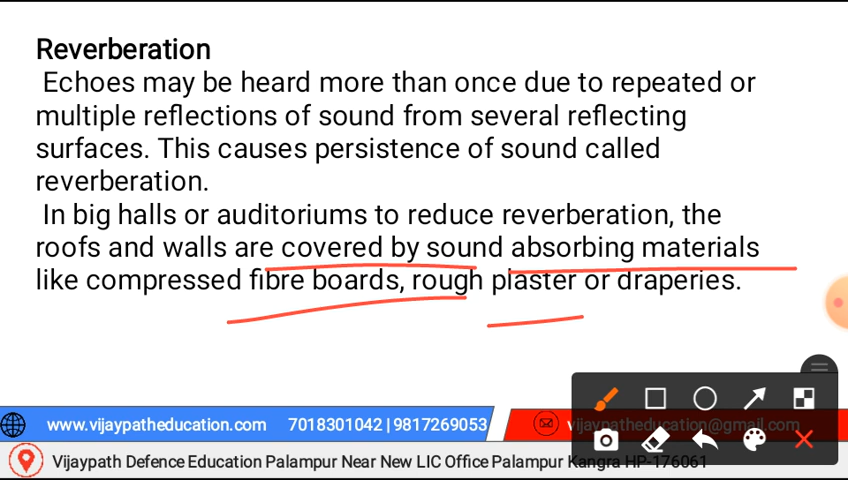 Reverberation
Echoes may be heard more than once due to repeated or
multiple reflections of sound from several reflecting
surfaces. This causes persistence of sound called
reverberation.
In big halls or auditoriums to reduce reverberation, the
roofs and walls are covered by sound absorbing materials
like compressed fibre boards, rough plaster or draperies.
www.vijaypatheducation.com 7018301042 | 9817269053 vijaypatheducation@gmail.com
Vijaypath Defence Education Palampur Near New LIC Office Palampur Kangra HP-176061